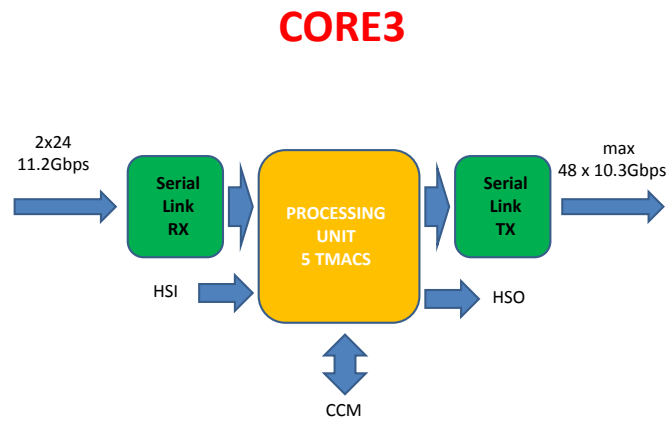 CORE3
2x24
11.2Gbps
max
48 x 10.3Gbps
Serial
Link
RX
PROCESSING
UNIT
5 TMACS
Serial
Link
TX
HSI
HSO
CCM